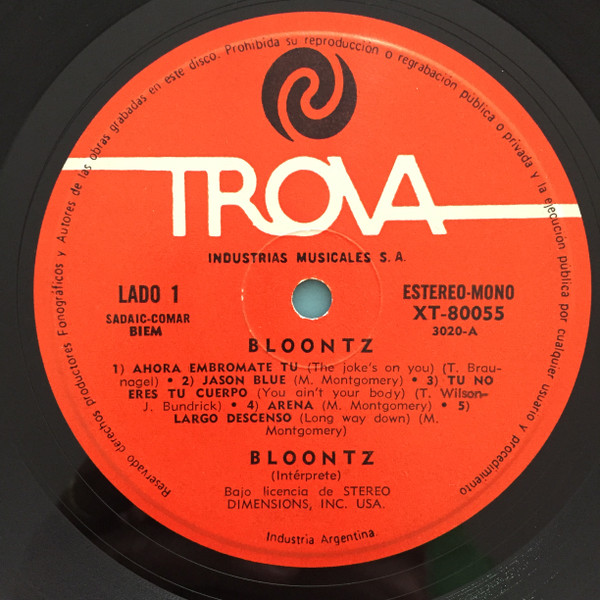 Reservado derechos productores Fonográficos y Autores de las obras grabadas en este disco. Prohibida su reproducción o regrabación pública o privada y la ejecución pública por cualquier usuario y procedimiento
TROVA
INDUSTRIAS MUSICALES S.A.
LADO 1
SADAIC-COMAR
BIEM
ESTEREO-MONO
XT-80055
3020-A
BLOONTZ
1) AHORA EMBROMATE TU (The joke's on you) (T. Brau-
nagel) • 2) JASON BLUE (M. Montgomery) • 3) TU NO
ERES TU CUERPO (You ain't your body) (T. Wilson-
J. Bundrick) • 4) ARENA (M. Montgomery) • 5)
LARGO DESCENSO (Long way down) (M.
Montgomery)
BLOONTZ
(Intérprete)
Bajo licencia de STEREO
DIMENSIONS, INC. USA.
Industria Argentina